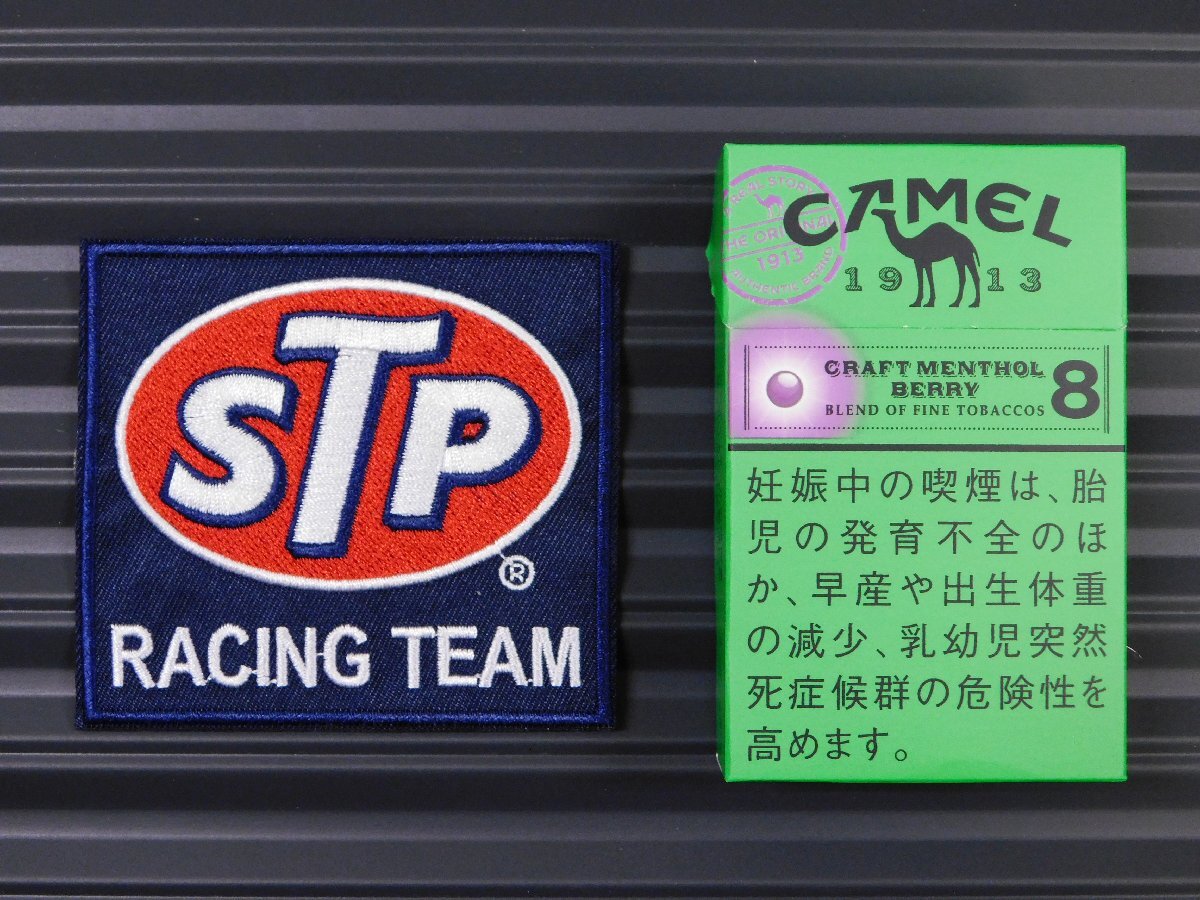 STP
®
RACING TEAM
CAMEL
1913
THE ORIGINAL
1913
CRAFT MENTHOL
BERRY
BLEND OF FINE TOBACCOS
8
妊娠中の喫煙は、胎
児の発育不全のほ
か、早産や出生体重
の減少、乳幼児突然
死症候群の危険性を
高めます。